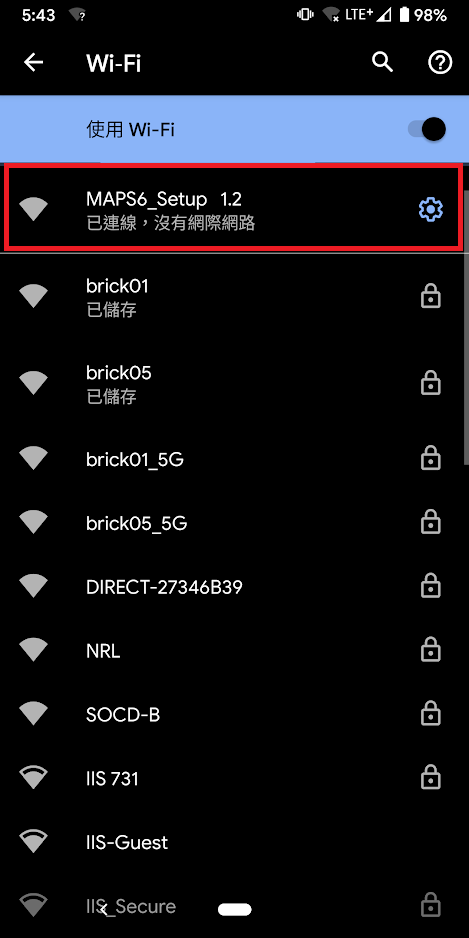 5:43
LTE+ 98%
Wi-Fi
使用 Wi-Fi
MAPS6_Setup 1.2
已連線，沒有網際網路
brick01
已儲存
brick05
已儲存
brick01_5G
brick05_5G
DIRECT-27346B39
NRL
SOCD-B
IIS 731
IIS-Guest
IIS_Secure